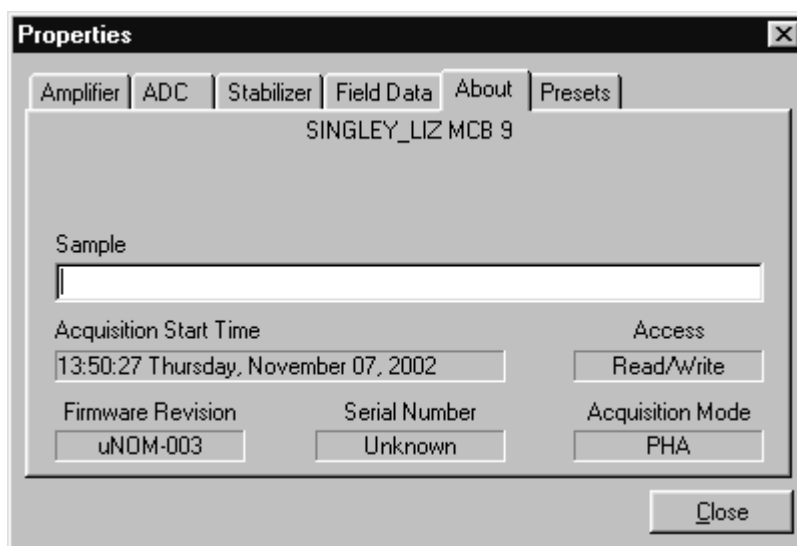 Properties
Amplifier ADC Stabilizer Field Data About Presets
SINGLEY_LIZ MCB 9
Sample
Acquisition Start Time Access
13:50:27 Thursday, November 07, 2002 Read/Write
Firmware Revision Serial Number Acquisition Mode
uNOM-003 Unknown PHA
Close